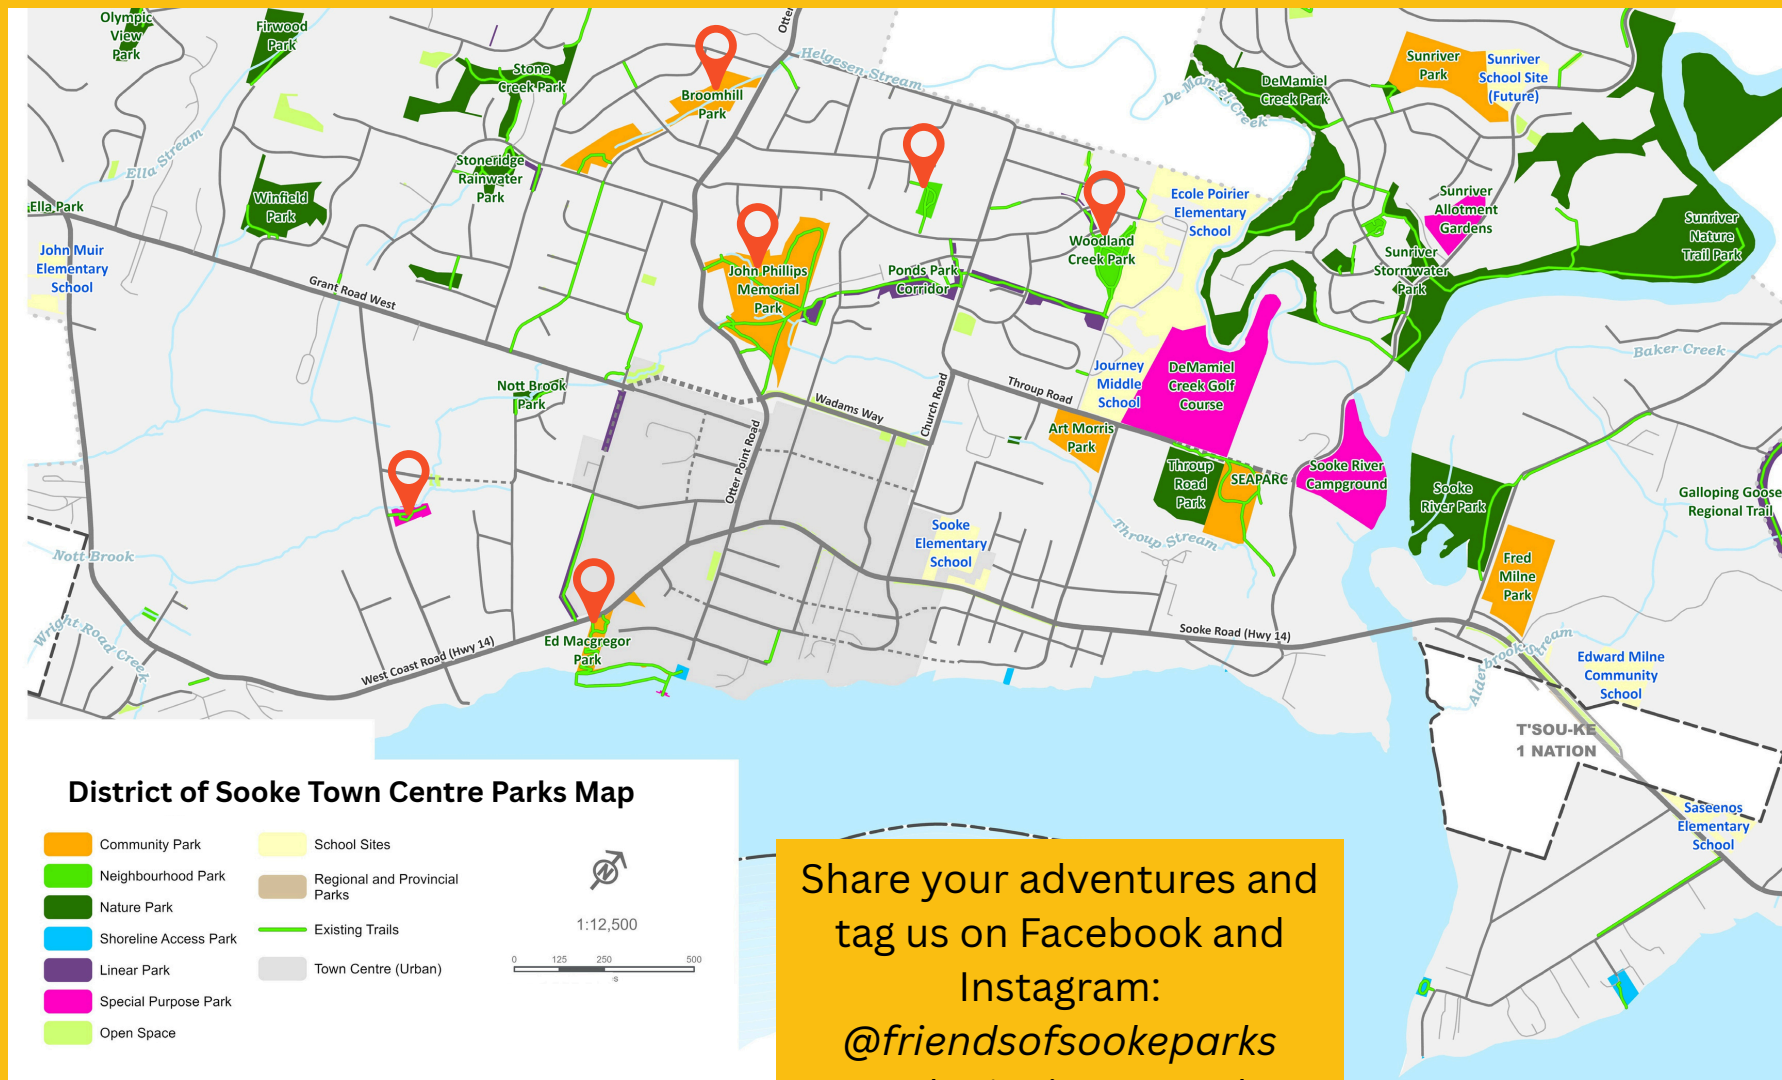 Olympic
View
Park
Firwood
Park
Stone
Creek Park
Broomhill
Park
Otter
Helgesen Stream
De Mamiel Creek
DeMamiel
Creek Park
Sunriver
Park
Sunriver
School Site
(Future)
Ella Stream
Stoneridge
Rainwater
Park
Winfield
Park
Ella Park
John Muir
Elementary
School
Grant Road West
John Phillips
Memorial
Park
Ponds Park
Corridor
Woodland
Creek Park
Ecole Poirier
Elementary
School
Sunriver
Allotment
Gardens
Sunriver
Stormwater
Park
Sunriver
Nature
Trail Park
Baker Creek
Nott Brook
Park
Wadams Way
Church Road
Throup Road
Journey
Middle
School
DeMamiel
Creek Golf
Course
Art Morris
Park
Otter Point Road
Throup
Road
Park
SEAPARC
Sooke River
Campground
Sooke
River Park
Galloping Goose
Regional Trail
Nott Brook
Sooke
Elementary
School
Throup Stream
Fred
Milne
Park
Wright Road Creek
Ed Macgregor
Park
West Coast Road (Hwy 14)
Sooke Road (Hwy 14)
Alderbrook Stream
Edward Milne
Community
School
T'SOU-KE
1 NATION
Saseenos
Elementary
School
District of Sooke Town Centre Parks Map
Community Park
Neighbourhood Park
Nature Park
Shoreline Access Park
Linear Park
Special Purpose Park
Open Space
School Sites
Regional and Provincial
Parks
Existing Trails
Town Centre (Urban)
N
1:12,500
0 125 250 500
Share your adventures and
tag us on Facebook and
Instagram:
@friendsofsookeparks